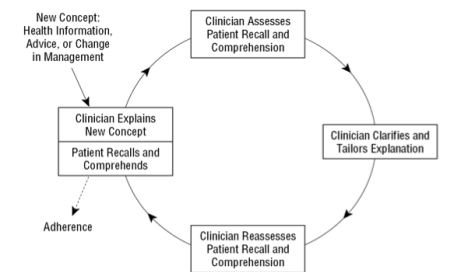 New Concept:
Health Information,
Advice, or Change
in Management
Clinician Assesses
Patient Recall and
Comprehension
Clinician Explains
New Concept
Patient Recalls and
Comprehends
Clinician Clarifies and
Tailors Explanation
Adherence
Clinician Reassesses
Patient Recall and
Comprehension